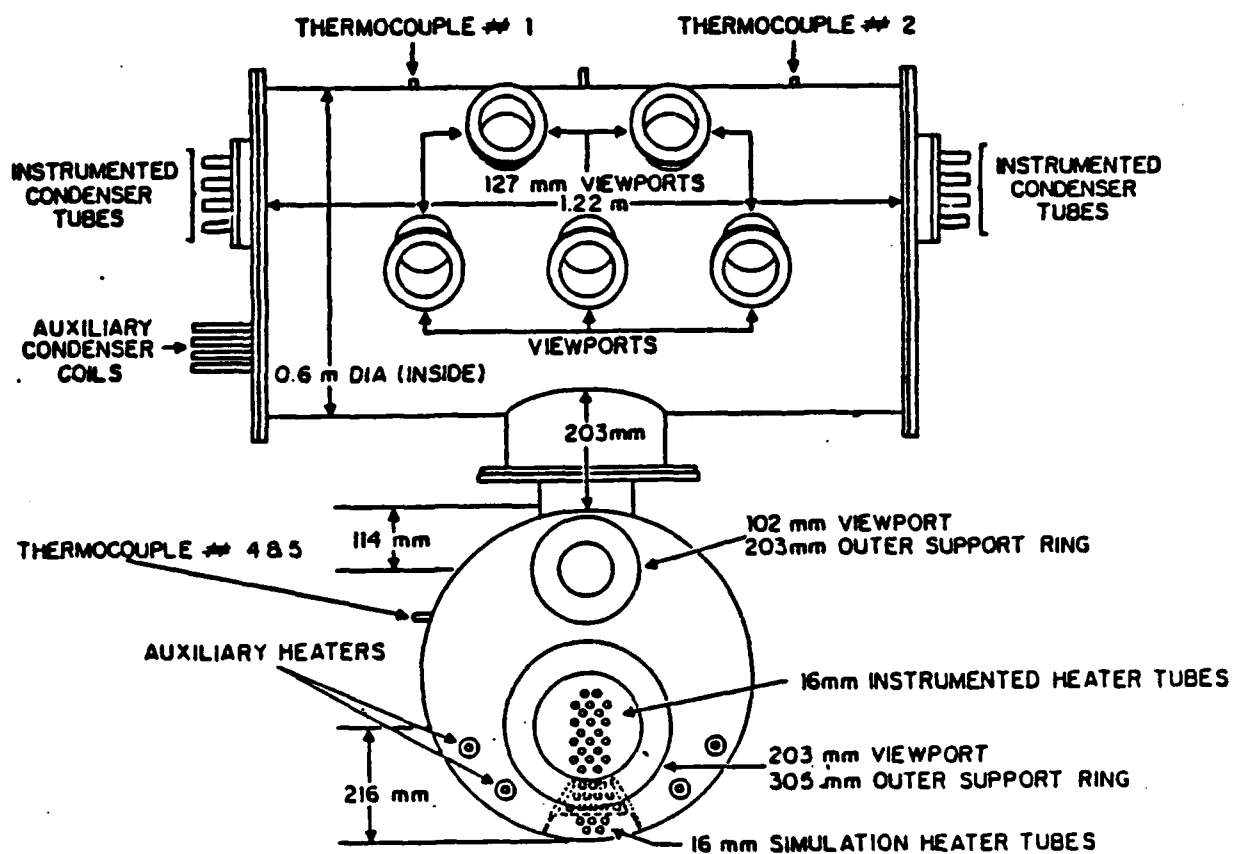 THERMOCOUPLE # 1
THERMOCOUPLE # 2
INSTRUMENTED
CONDENSER
TUBES
127 mm VIEWPORTS
1.22 m
INSTRUMENTED
CONDENSER
TUBES
AUXILIARY
CONDENSER
COILS
VIEWPORTS
0.6 m DIA (INSIDE)
203mm
114 mm
102 mm VIEWPORT
203mm OUTER SUPPORT RING
THERMOCOUPLE # 4&5
AUXILIARY HEATERS
16mm INSTRUMENTED HEATER TUBES
203 mm VIEWPORT
305 mm OUTER SUPPORT RING
216 mm
16 mm SIMULATION HEATER TUBES